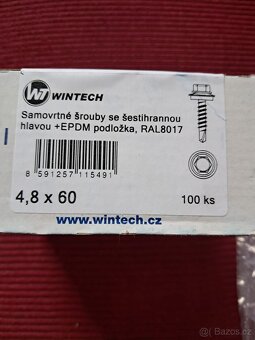 W WINTECH
Samovrtné šrouby se šestihrannou
hlavou +EPDM podložka, RAL8017
8 591257 115491
4,8 x 60
100 ks
www.wintech.cz
Bazos.cz